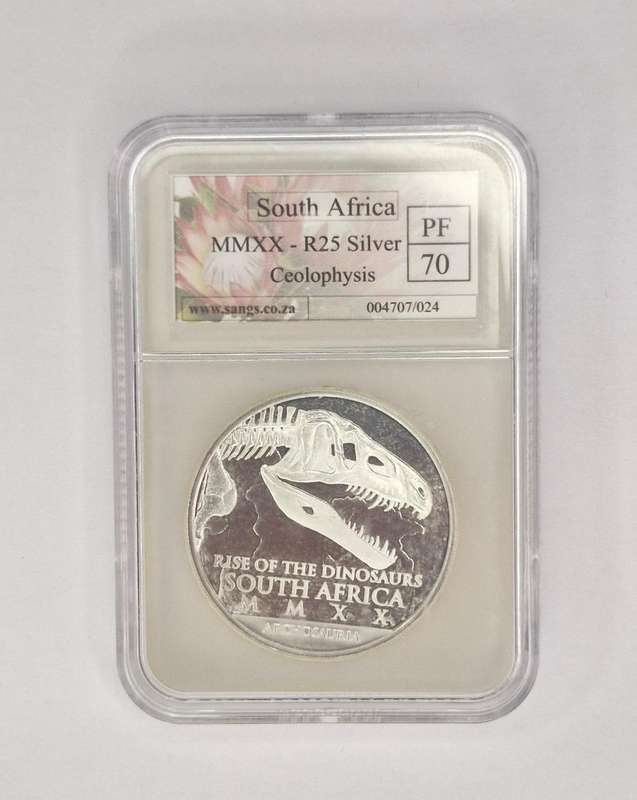 South Africa
MMXX - R25 Silver
Ceolophysis
PF
70
www.sangs.co.za
004707/024
RISE OF THE DINOSAURS
SOUTH AFRICA
M M X X
ARCHOSAURIA